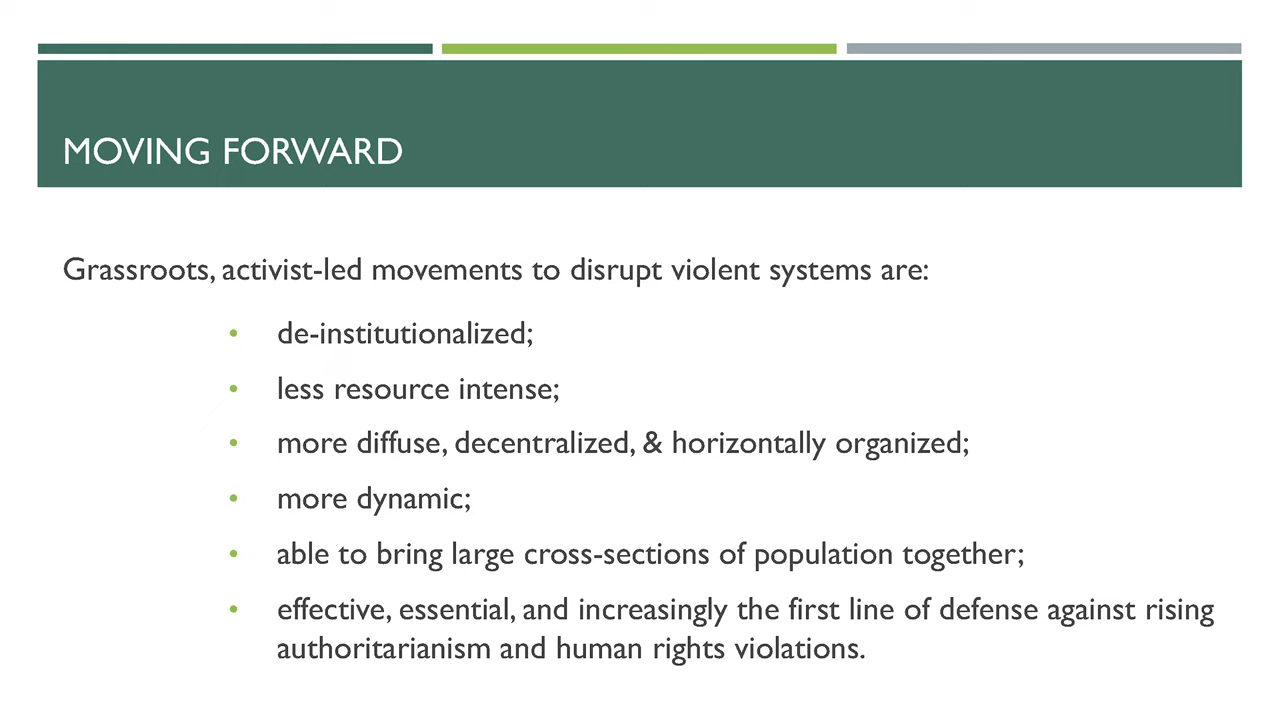 MOVING FORWARD
Grassroots, activist-led movements to disrupt violent systems are:
• de-institutionalized;
• less resource intense;
• more diffuse, decentralized, & horizontally organized;
• more dynamic;
• able to bring large cross-sections of population together;
• effective, essential, and increasingly the first line of defense against rising
authoritarianism and human rights violations.